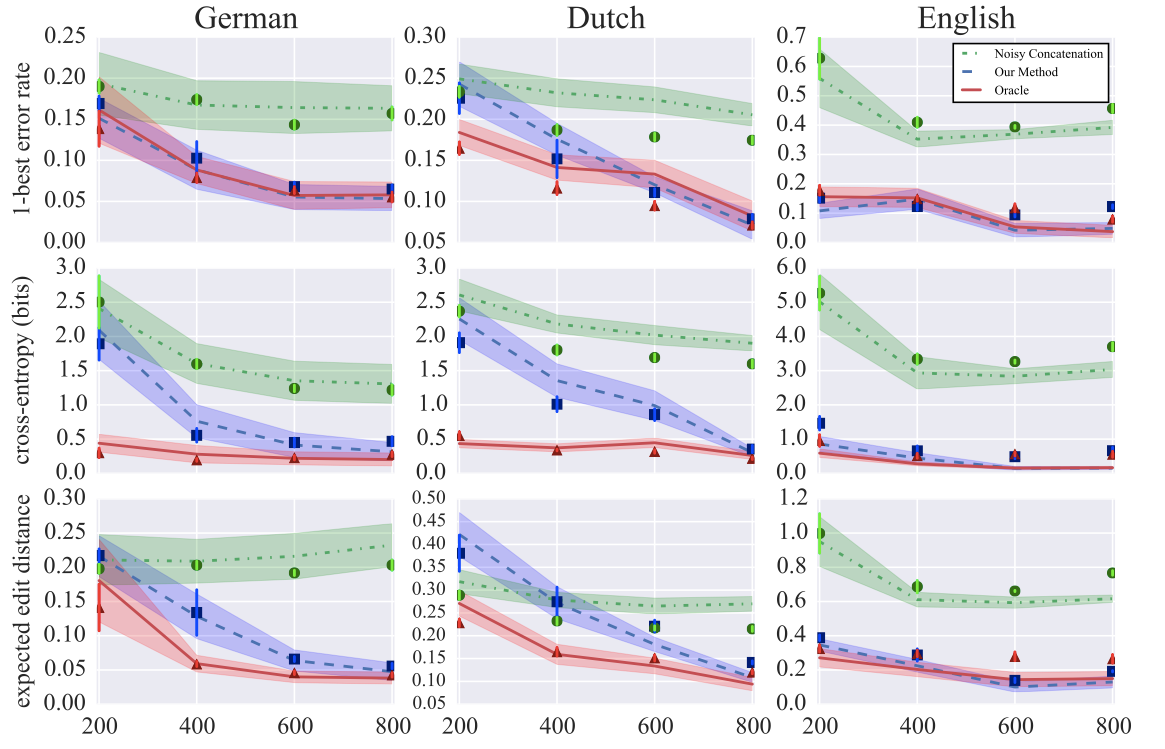 German Dutch English
1-best error rate
0.25 0.20 0.15 0.10 0.05 0.00
0.30 0.25 0.20 0.15 0.10 0.05
0.7 0.6 0.5 0.4 0.3 0.2 0.1 0.0
Noisy Concatenation
Our Method
Oracle
cross-entropy (bits)
3.0 2.5 2.0 1.5 1.0 0.5 0.0
3.0 2.5 2.0 1.5 1.0 0.5 0.0
6.0 5.0 4.0 3.0 2.0 1.0 0.0
expected edit distance
0.30 0.25 0.20 0.15 0.10 0.05 0.00
0.50 0.45 0.40 0.35 0.30 0.25 0.20 0.15 0.10 0.05
1.2 1.0 0.8 0.6 0.4 0.2 0.0
200 400 600 800 200 400 600 800 200 400 600 800